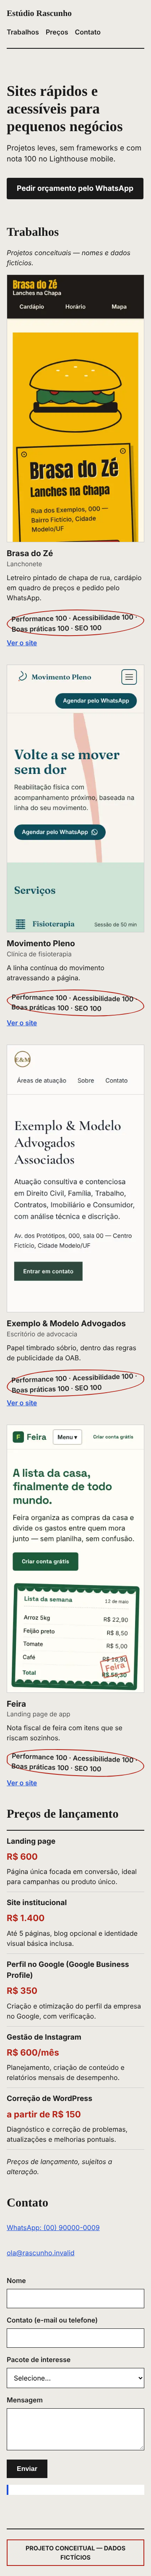 Estúdio Rascunho
Trabalhos Preços Contato
Sites rápidos e
acessíveis para
pequenos negócios
Projetos leves, sem frameworks e com
nota 100 no Lighthouse mobile.
Pedir orçamento pelo WhatsApp
Trabalhos
Projetos conceituais — nomes e dados
fictícios.
Brasa do Zé
Lanches na Chapa
Cardápio Horário Mapa
Brasa do Zé
Lanches na Chapa
Rua Modelo, 000 —
Bairro Fictício, Cidade
Modelo/UF
Brasa do Zé
Lanchonete
Letreiro pintado de chapa de rua, cardápio
em quadro de preços e pedido pelo
WhatsApp.
Performance 100 · Acessibilidade 100 ·
Boas práticas 100 · SEO 100
Ver o site
Movimento Pleno
Agendar pelo WhatsApp
Volte a se mover
sem dor
Reabilitação física com
acompanhamento próximo, baseada na
linha do seu movimento.
Agendar pelo WhatsApp
Serviços
Fisioterapia Sessão de 50 min
Movimento Pleno
Clínica de fisioterapia
A linha contínua do movimento
atravessando a página.
Performance 100 · Acessibilidade 100 ·
Boas práticas 100 · SEO 100
Ver o site
E&M
Áreas de atuação Sobre Contato
Exemplo & Modelo
Advogados
Associados
Atuação consultiva e contenciosa
em Direito Civil, Família, Trabalho,
Contratos, Imobiliário e Consumidor,
com análise técnica e discrição.
Av. dos Protótipos, 000, sala 00 — Centro
Fictício, Cidade Modelo/UF
Entrar em contato
Exemplo & Modelo Advogados
Escritório de advocacia
Papel timbrado sóbrio, dentro das regras
de publicidade da OAB.
Performance 100 · Acessibilidade 100 ·
Boas práticas 100 · SEO 100
Ver o site
F Feira Menu ▾ Criar conta grátis
A lista da casa,
finalmente de todo
mundo.
Feira organiza as compras da casa e
divide os gastos entre quem mora
junto — sem planilha, sem confusão.
Criar conta grátis
Lista da semana 12 de maio
Arroz 5kg R$ 22,90
Feijão preto R$ 8,50
Tomate R$ 5,00
Café R$ 18,90
Total R$ 55,30
Feira
Feira
Landing page de app
Nota fiscal de feira com itens que se
riscam sozinhos.
Performance 100 · Acessibilidade 100 ·
Boas práticas 100 · SEO 100
Ver o site
Preços de lançamento
Landing page
R$ 600
Página única focada em conversão, ideal
para campanhas ou produto único.
Site institucional
R$ 1.400
Até 5 páginas, blog opcional e identidade
visual básica inclusa.
Perfil no Google (Google Business
Profile)
R$ 350
Criação e otimização do perfil da empresa
no Google, com verificação.
Gestão de Instagram
R$ 600/mês
Planejamento, criação de conteúdo e
relatórios mensais de desempenho.
Correção de WordPress
a partir de R$ 150
Diagnóstico e correção de problemas,
atualizações e melhorias pontuais.
Preços de lançamento, sujeitos a
alteração.
Contato
WhatsApp: (00) 90000-0009
ola@rascunho.invalid
Nome
Contato (e-mail ou telefone)
Pacote de interesse
Selecione...
Mensagem
Enviar
PROJETO CONCEITUAL — DADOS
FICTÍCIOS